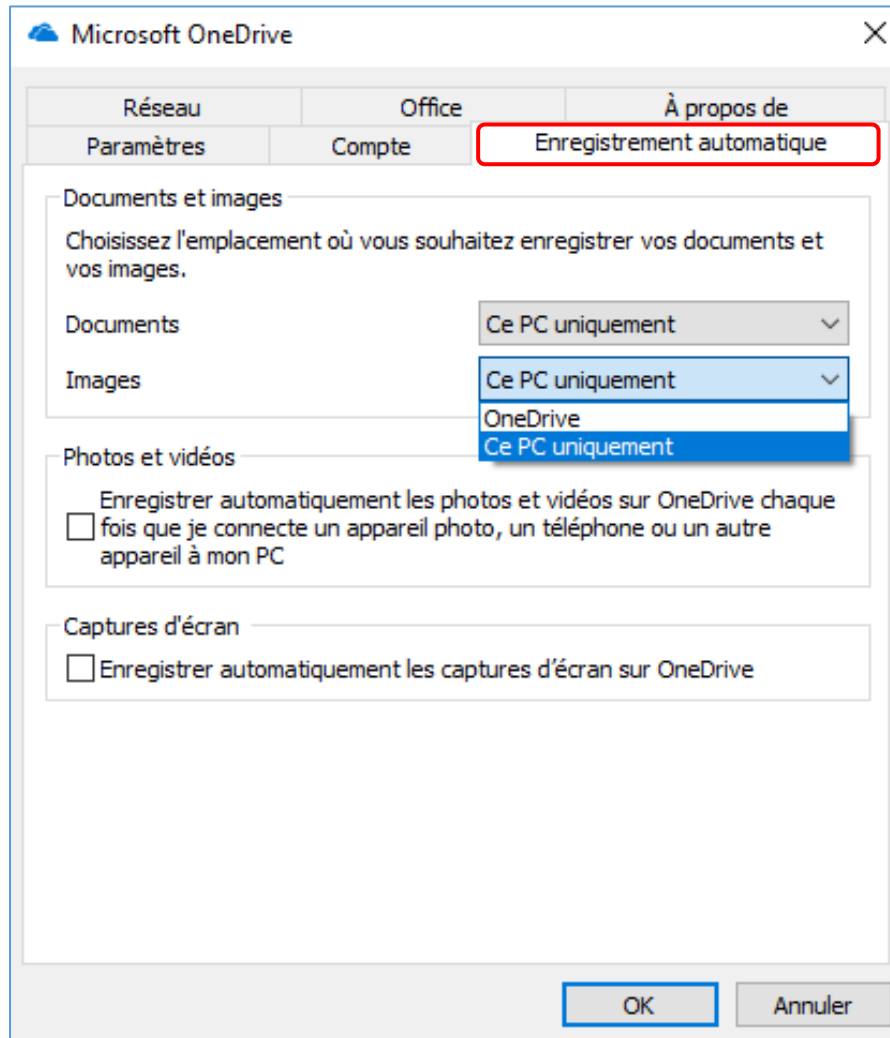 Microsoft OneDrive
Réseau Office À propos de
Paramètres Compte Enregistrement automatique
Documents et images
Choisissez l'emplacement où vous souhaitez enregistrer vos documents et
vos images.
Documents Ce PC uniquement
Images Ce PC uniquement
OneDrive
Ce PC uniquement
Photos et vidéos
Enregistrer automatiquement les photos et vidéos sur OneDrive chaque
fois que je connecte un appareil photo, un téléphone ou un autre
appareil à mon PC
Captures d'écran
Enregistrer automatiquement les captures d’écran sur OneDrive
OK Annuler